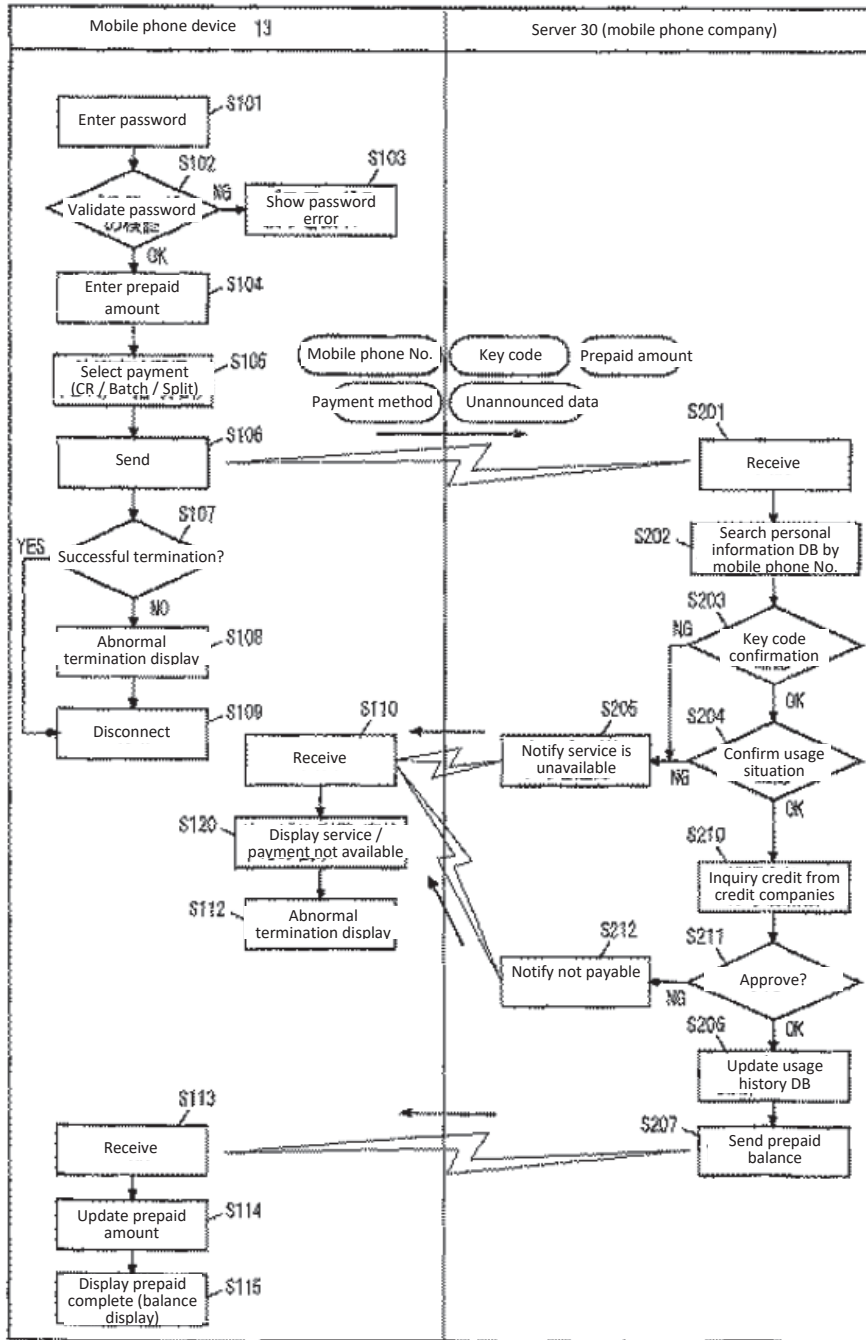 Mobile phone device 13
Server 30 (mobile phone company)
S101
Enter password
S102
S103
NG
Validate password
の検証
Show password
error
OK
S104
Enter prepaid
amount
S105
Select payment
(CR / Batch / Split)
Mobile phone No.
Key code
Prepaid amount
Payment method
Unannounced data
S106
Send
S201
Receive
S107
YES
Successful termination?
NO
S202
Search personal
information DB by
mobile phone No.
S108
Abnormal
termination display
S203
NG
Key code
confirmation
OK
S109
Disconnect
S110
Receive
S205
Notify service is
unavailable
S204
Confirm usage
situation
NG
OK
S120
Display service /
payment not available
S210
Inquiry credit from
credit companies
S112
Abnormal
termination display
S212
Notify not payable
S211
Approve?
NG
OK
S206
Update usage
history DB
S113
Receive
S207
Send prepaid
balance
S114
Update prepaid
amount
S115
Display prepaid
complete (balance
display)